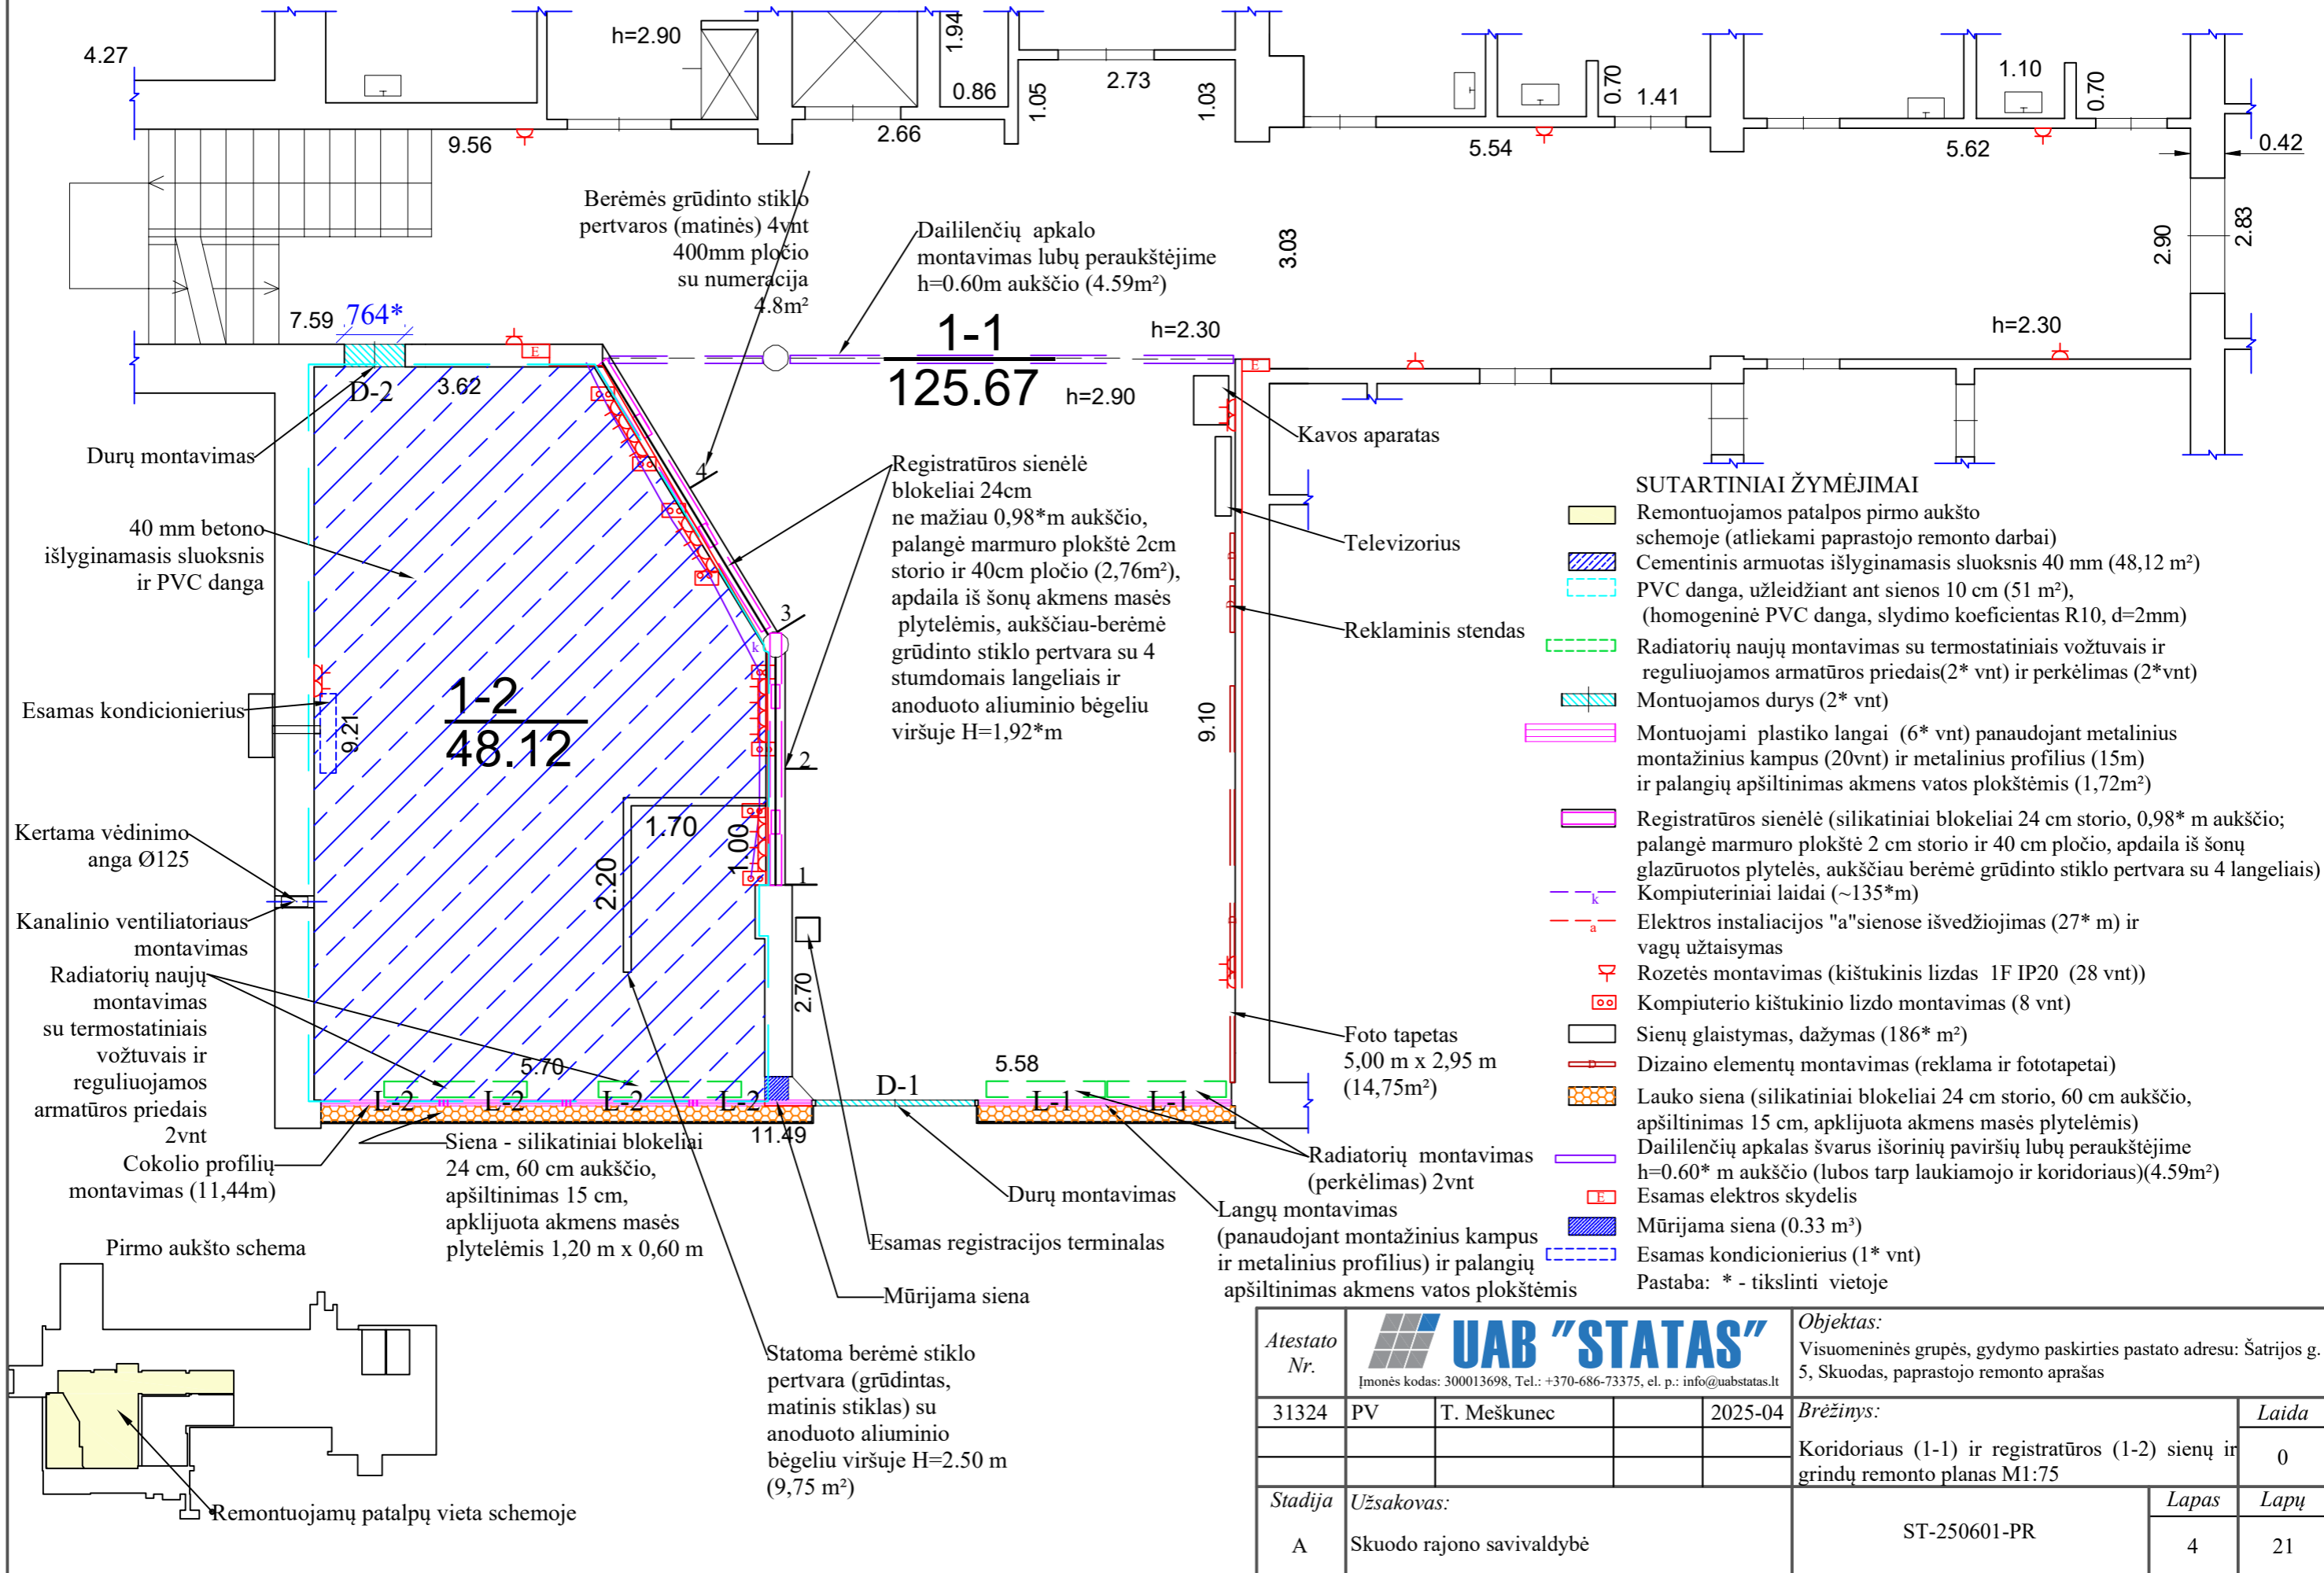 4.27
h=2.90
1.94
0.86
1.05
2.73
1.03
9.56
2.66
5.54
0.70
1.41
1.10
0.70
5.62
0.42
2.90
2.83
3.03
Berėmės grūdinto stiklo
pertvaros (matinės) 4vnt
400mm pločio
su numeracija
4.8m²
Daililenčių apkalo
montavimas lubų peraukštėjime
h=0.60m aukščio (4.59m²)
7.59
764*
E
1-1
125.67
h=2.30
h=2.90
h=2.30
E
D-2
3.62
Durų montavimas
40 mm betono
išlyginamasis sluoksnis
ir PVC danga
Esamas kondicionierius
9.21
Kertama vėdinimo
anga Ø125
Kanalinio ventiliatoriaus
montavimas
Radiatorių naujų
montavimas
su termostatiniais
vožtuvais ir
reguliuojamos
armatūros priedais
2vnt
Cokolio profilių
montavimas (11,44m)
4
3
k
2
1
1-2
48.12
1.70
1.00
2.20
2.70
5.70
L-2
L-2
L-2
L-2
11.49
D-1
5.58
L-1
L-1
9.10
D
D
D
Registratūros sienėlė
blokeliai 24cm
ne mažiau 0,98*m aukščio,
palangė marmuro plokštė 2cm
storio ir 40cm pločio (2,76m²),
apdaila iš šonų akmens masės
plytelėmis, aukščiau-berėmė
grūdinto stiklo pertvara su 4
stumdomais langeliais ir
anoduoto aliuminio bėgeliu
viršuje H=1,92*m
Kavos aparatas
Televizorius
Reklaminis stendas
Foto tapetas
5,00 m x 2,95 m
(14,75m²)
Siena - silikatiniai blokeliai
24 cm, 60 cm aukščio,
apšiltinimas 15 cm,
apklijuota akmens masės
plytelėmis 1,20 m x 0,60 m
Durų montavimas
Radiatorių montavimas
(perkėlimas) 2vnt
Langų montavimas
(panaudojant montažinius kampus
ir metalinius profilius) ir palangių
apšiltinimas akmens vatos plokštėmis
Esamas registracijos terminalas
Mūrijama siena
Statoma berėmė stiklo
pertvara (grūdintas,
matinis stiklas) su
anoduoto aliuminio
bėgeliu viršuje H=2.50 m
(9,75 m²)
Pirmo aukšto schema
Remontuojamų patalpų vieta schemoje
SUTARTINIAI ŽYMĖJIMAI
Remontuojamos patalpos pirmo aukšto
schemoje (atliekami paprastojo remonto darbai)
Cementinis armuotas išlyginamasis sluoksnis 40 mm (48,12 m²)
PVC danga, užleidžiant ant sienos 10 cm (51 m²),
(homogeninė PVC danga, slydimo koeficientas R10, d=2mm)
Radiatorių naujų montavimas su termostatiniais vožtuvais ir
reguliuojamos armatūros priedais(2* vnt) ir perkėlimas (2*vnt)
Montuojamos durys (2* vnt)
Montuojami plastiko langai (6* vnt) panaudojant metalinius
montažinius kampus (20vnt) ir metalinius profilius (15m)
ir palangių apšiltinimas akmens vatos plokštėmis (1,72m²)
Registratūros sienėlė (silikatiniai blokeliai 24 cm storio, 0,98* m aukščio;
palangė marmuro plokštė 2 cm storio ir 40 cm pločio, apdaila iš šonų
glazūruotos plytelės, aukščiau berėmė grūdinto stiklo pertvara su 4 langeliais)
k Kompiuteriniai laidai (~135*m)
a Elektros instaliacijos "a"sienose išvedžiojimas (27* m) ir
vagų užtaisymas
Rozetės montavimas (kištukinis lizdas 1F IP20 (28 vnt))
Kompiuterio kištukinio lizdo montavimas (8 vnt)
Sienų glaistymas, dažymas (186* m²)
D Dizaino elementų montavimas (reklama ir fototapetai)
Lauko siena (silikatiniai blokeliai 24 cm storio, 60 cm aukščio,
apšiltinimas 15 cm, apklijuota akmens masės plytelėmis)
Daililenčių apkalas švarus išorinių paviršių lubų peraukštėjime
h=0.60* m aukščio (lubos tarp laukiamojo ir koridoriaus)(4.59m²)
E Esamas elektros skydelis
Mūrijama siena (0.33 m³)
Esamas kondicionierius (1* vnt)
Pastaba: * - tikslinti vietoje
Atestato
Nr.
UAB "STATAS"
Įmonės kodas: 300013698, Tel.: +370-686-73375, el. p.: info@uabstatas.lt
Objektas:
Visuomeninės grupės, gydymo paskirties pastato adresu: Šatrijos g.
5, Skuodas, paprastojo remonto aprašas
31324 PV T. Meškunec 2025-04
Brėžinys:
Koridoriaus (1-1) ir registratūros (1-2) sienų ir
grindų remonto planas M1:75
Laida
0
Stadija
A
Užsakovas:
Skuodo rajono savivaldybė
ST-250601-PR
Lapas
4
Lapų
21